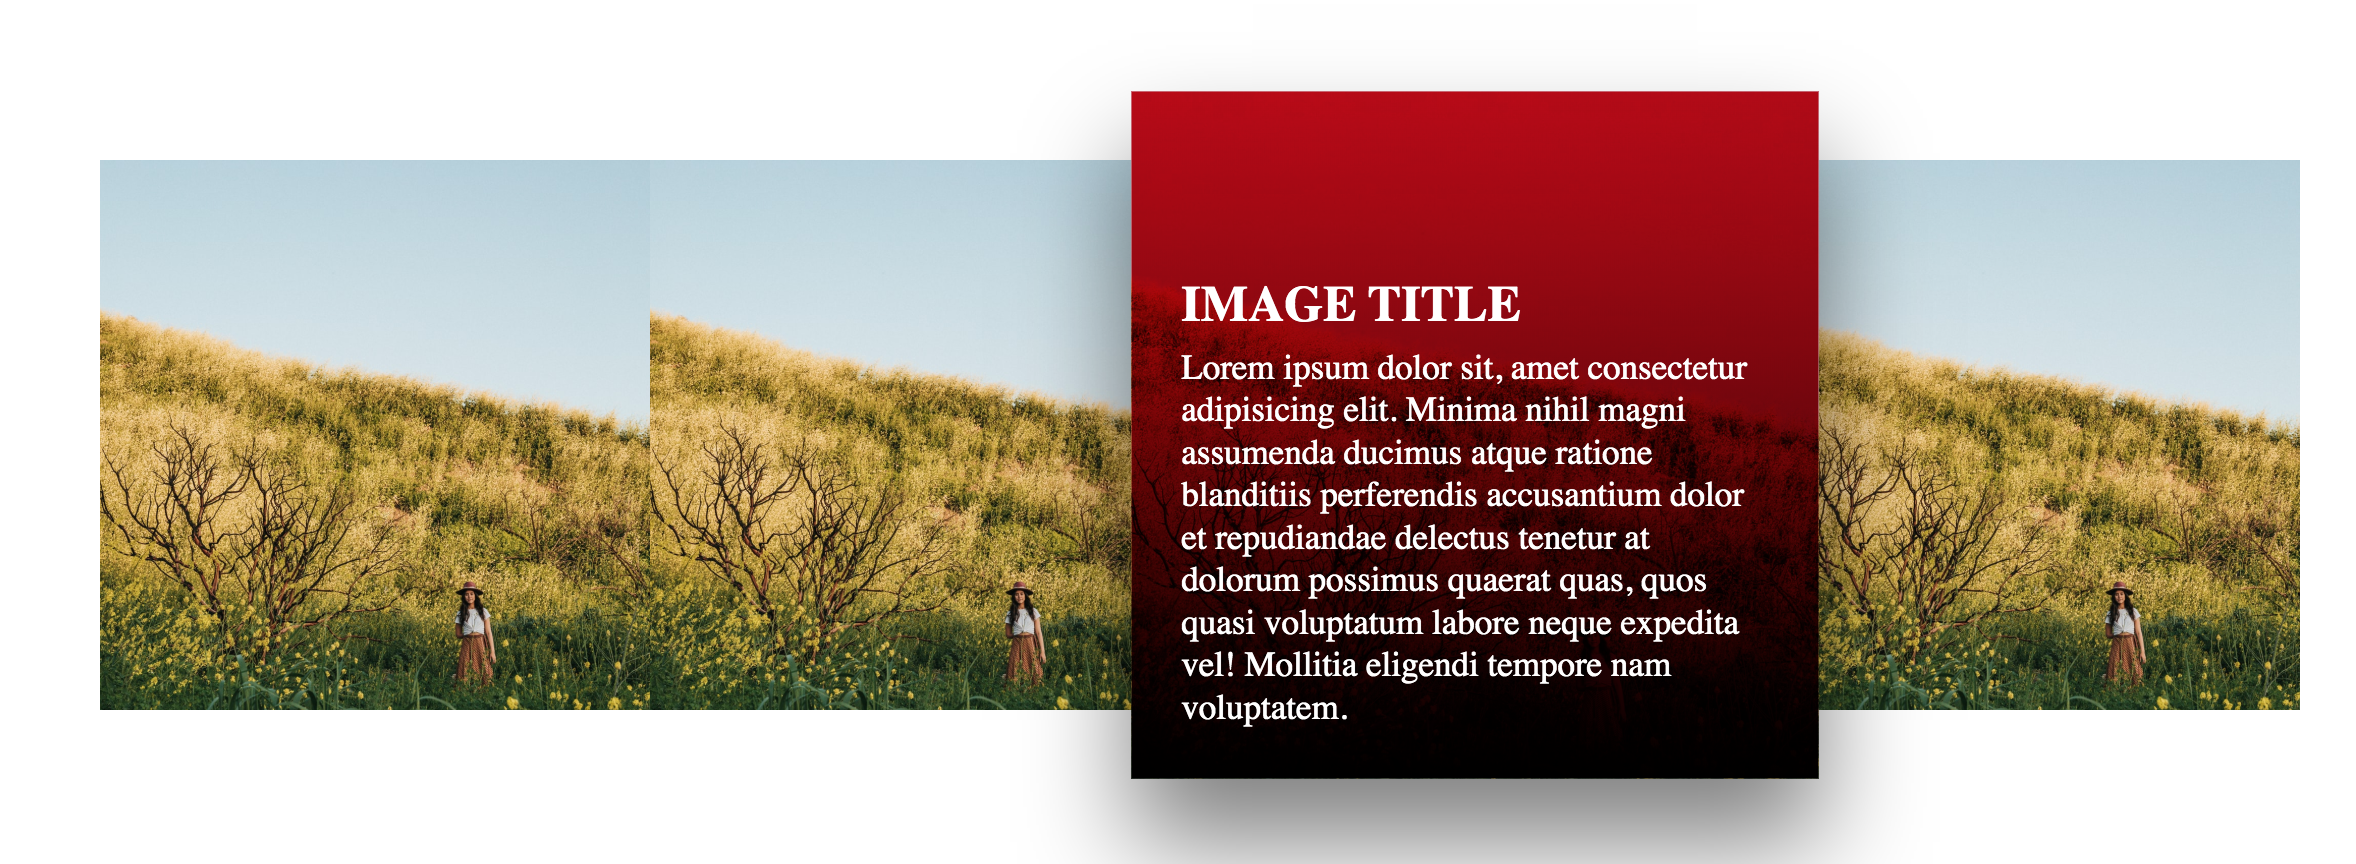 IMAGE TITLE
Lorem ipsum dolor sit, amet consectetur
adipisicing elit. Minima nihil magni
assumenda ducimus atque ratione
blanditiis perferendis accusantium dolor
et repudiandae delectus tenetur at
dolorum possimus quaerat quas, quos
quasi voluptatum labore neque expedita
vel! Mollitia eligendi tempore nam
voluptatem.